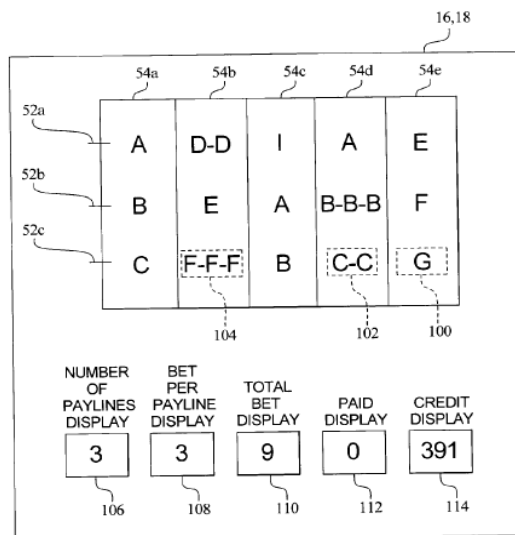 16,18
54a 54b 54c 54d 54e
52a A D-D I A E
52b B E A B-B-B F
52c C F-F-F B C-C G
104 102 100
NUMBER OF PAYLINES DISPLAY
3
106
BET PER PAYLINE DISPLAY
3
108
TOTAL BET DISPLAY
9
110
PAID DISPLAY
0
112
CREDIT DISPLAY
391
114